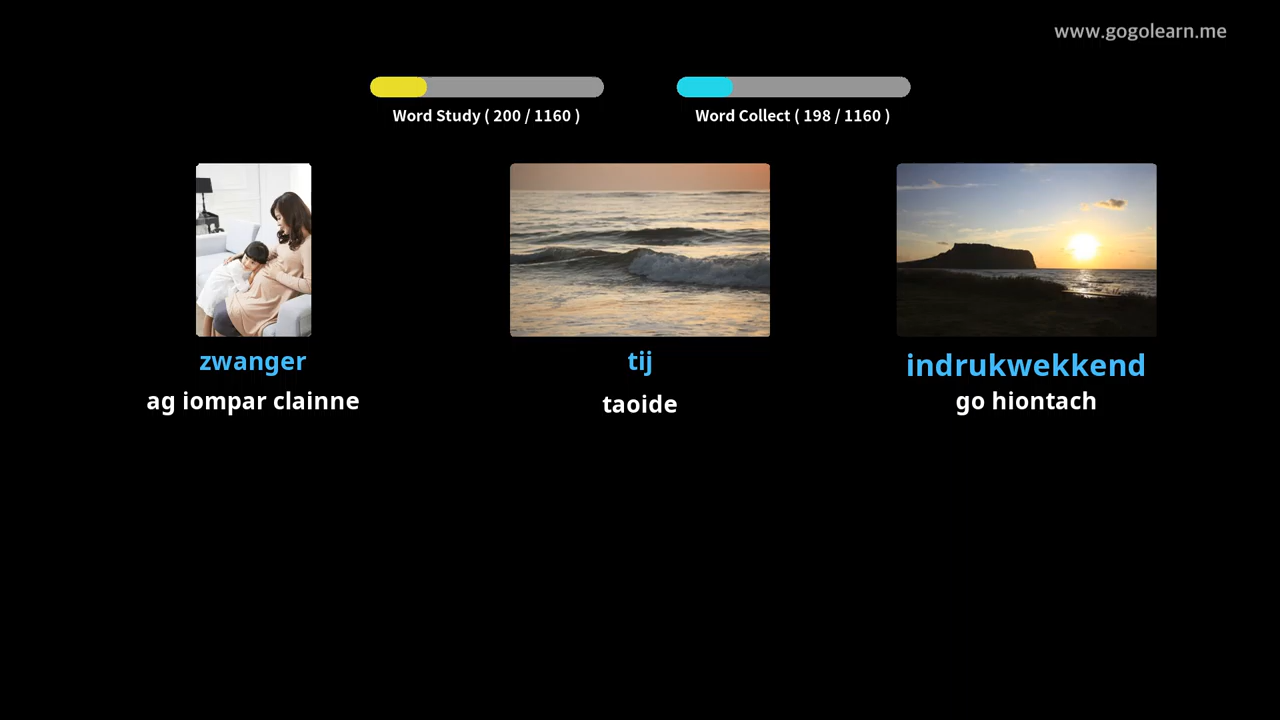 www.gogolearn.me
Word Study ( 200 / 1160 )
Word Collect ( 198 / 1160 )
zwanger
ag iompar clainne
tij
taoide
indrukwekkend
go hiontach